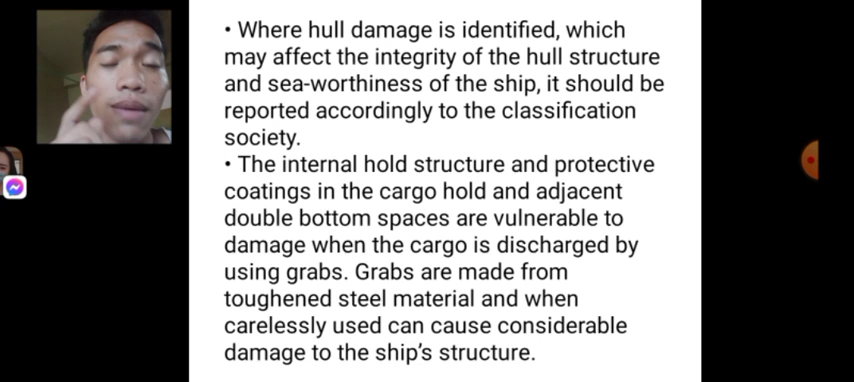 • Where hull damage is identified, which
may affect the integrity of the hull structure
and sea-worthiness of the ship, it should be
reported accordingly to the classification
society.
• The internal hold structure and protective
coatings in the cargo hold and adjacent
double bottom spaces are vulnerable to
damage when the cargo is discharged by
using grabs. Grabs are made from
toughened steel material and when
carelessly used can cause considerable
damage to the ship’s structure.